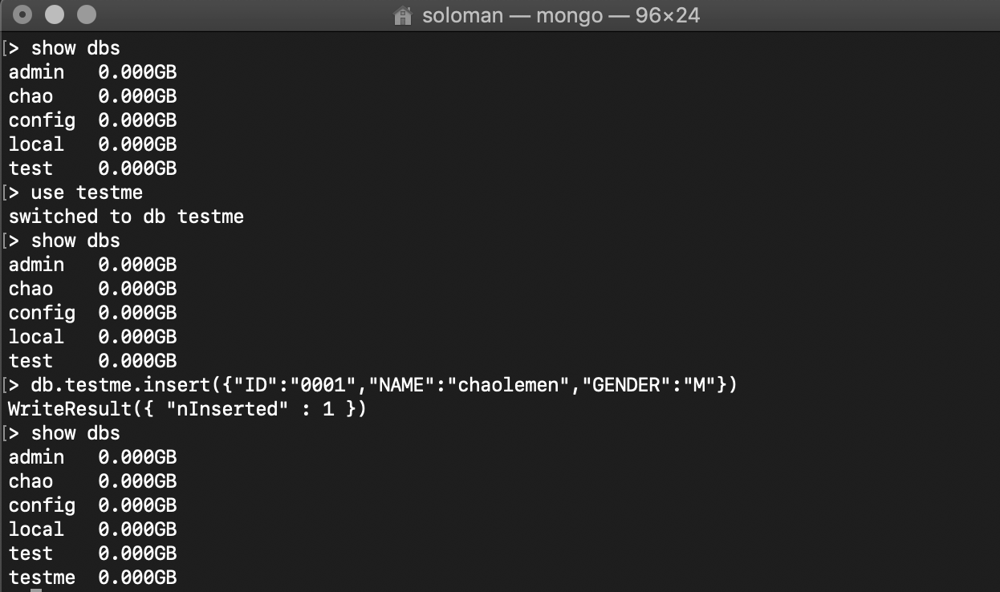 soloman — mongo — 96×24
[> show dbs
admin   0.000GB
chao    0.000GB
config  0.000GB
local   0.000GB
test    0.000GB
[> use testme
switched to db testme
[> show dbs
admin   0.000GB
chao    0.000GB
config  0.000GB
local   0.000GB
test    0.000GB
[> db.testme.insert({"ID":"0001","NAME":"chaolemen","GENDER":"M"})
WriteResult({ "nInserted" : 1 })
[> show dbs
admin   0.000GB
chao    0.000GB
config  0.000GB
local   0.000GB
test    0.000GB
testme  0.000GB